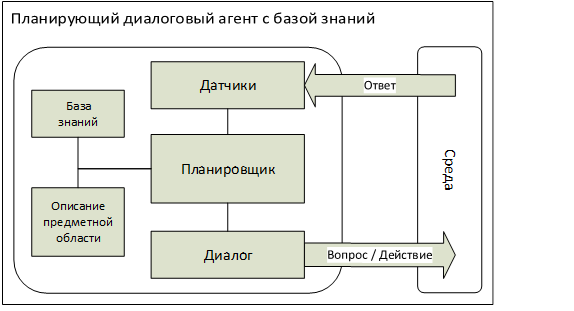 Планирующий диалоговый агент с базой знаний
Датчики
Ответ
База
знаний
Планировщик
Среда
Описание
предметной
области
Диалог
Вопрос / Действие